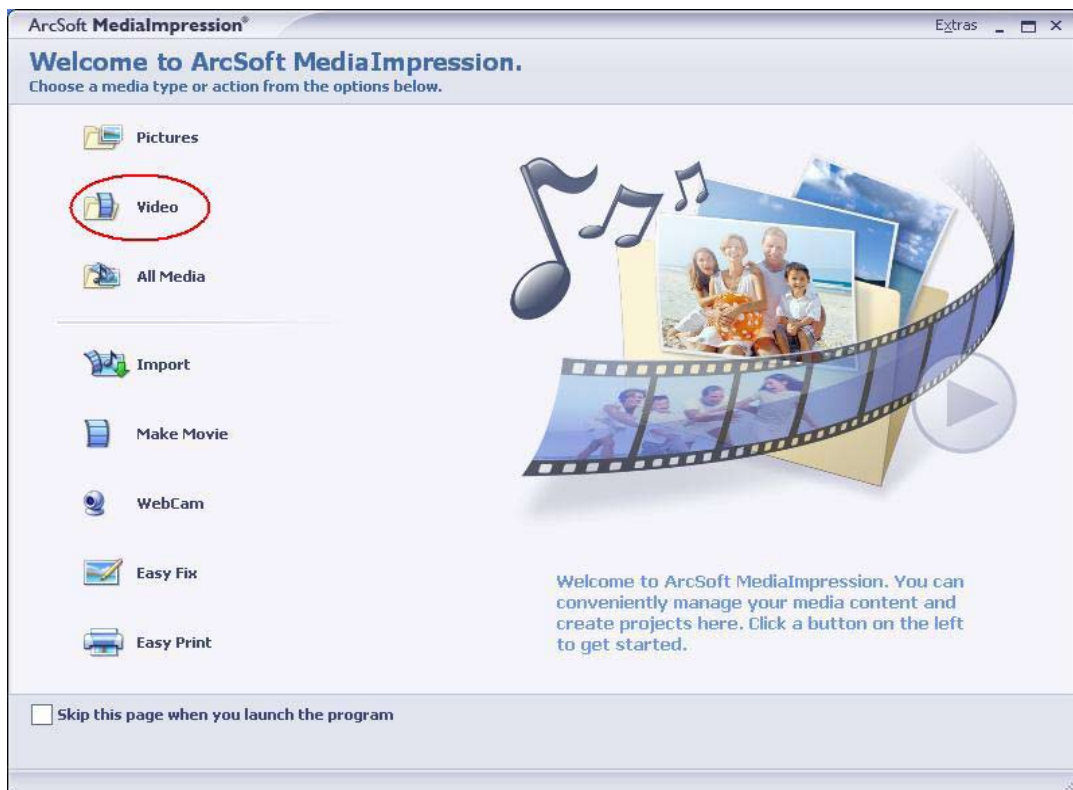 ArcSoft MediaImpression®
Extras
Welcome to ArcSoft MediaImpression.
Choose a media type or action from the options below.
Pictures
Video
All Media
Import
Make Movie
WebCam
Easy Fix
Easy Print
Welcome to ArcSoft MediaImpression. You can
conveniently manage your media content and
create projects here. Click a button on the left
to get started.
Skip this page when you launch the program